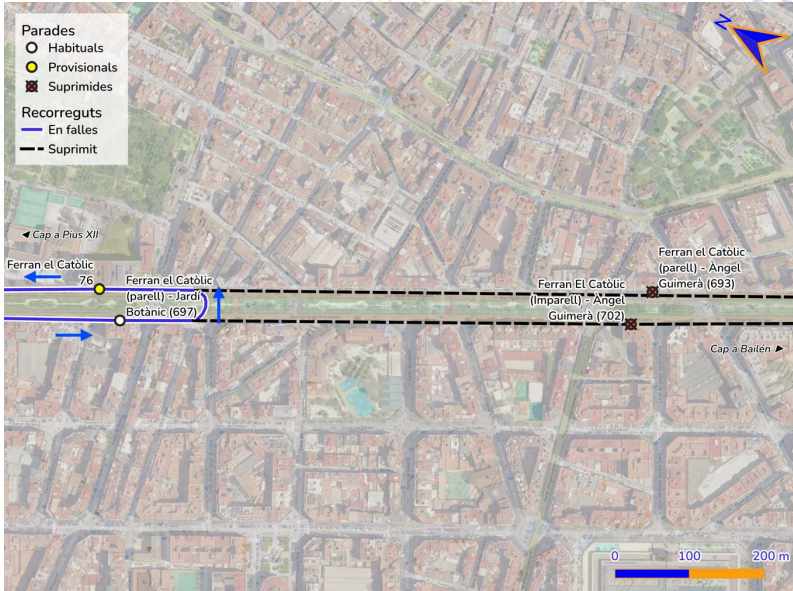 Parades
Habituals
Provisionals
Suprimides
Recorreguts
En falles
Suprimit
N
◄ Cap a Pius XII
Ferran el Catòlic
76
Ferran el Catòlic
(parell) - Jardí
Botànic (697)
Ferran El Catòlic
(Imparell) - Àngel
Guimerà (702)
Ferran el Catòlic
(parell) - Àngel
Guimerà (693)
Cap a Bailén ►
0 100 200 m